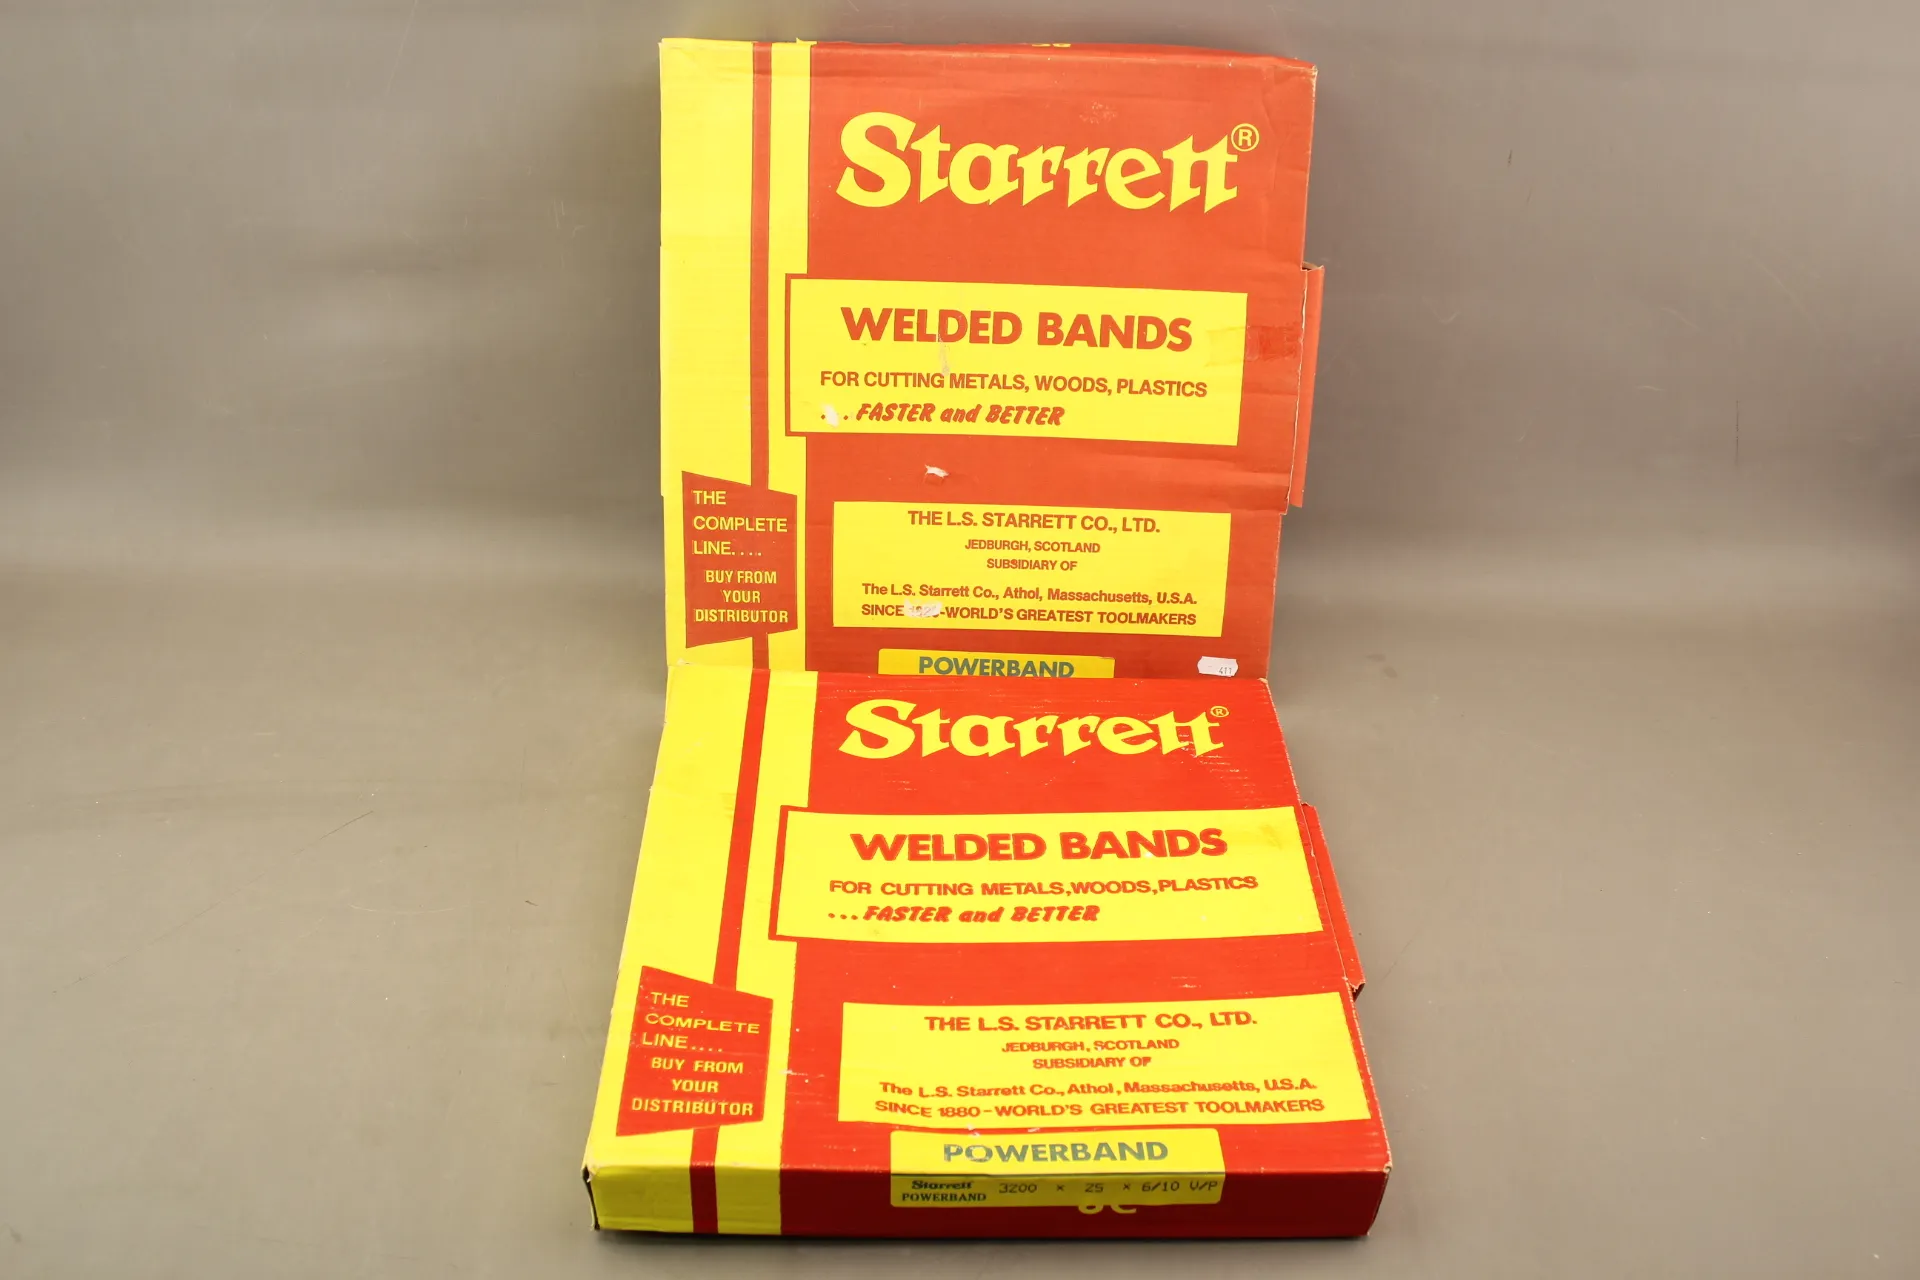 Starrett®
WELDED BANDS
FOR CUTTING METALS, WOODS, PLASTICS
. . . FASTER and BETTER
THE
COMPLETE
LINE. . . .
BUY FROM
YOUR
DISTRIBUTOR
THE L.S. STARRETT CO., LTD.
JEDBURGH, SCOTLAND
SUBSIDIARY OF
The L.S. Starrett Co., Athol, Massachusetts, U.S.A.
SINCE 1880-WORLD'S GREATEST TOOLMAKERS
POWERBAND
411
Starrett®
WELDED BANDS
FOR CUTTING METALS,WOODS,PLASTICS
...FASTER and BETTER
THE
COMPLETE
LINE....
BUY FROM
YOUR
DISTRIBUTOR
THE L.S. STARRETT CO., LTD.
JEDBURGH, SCOTLAND
SUBSIDIARY OF
The L.S. Starrett Co., Athol, Massachusetts, U.S.A.
SINCE 1880-WORLD'S GREATEST TOOLMAKERS
POWERBAND
Starrett
POWERBAND
3200 x 25 x 6/10 V/P